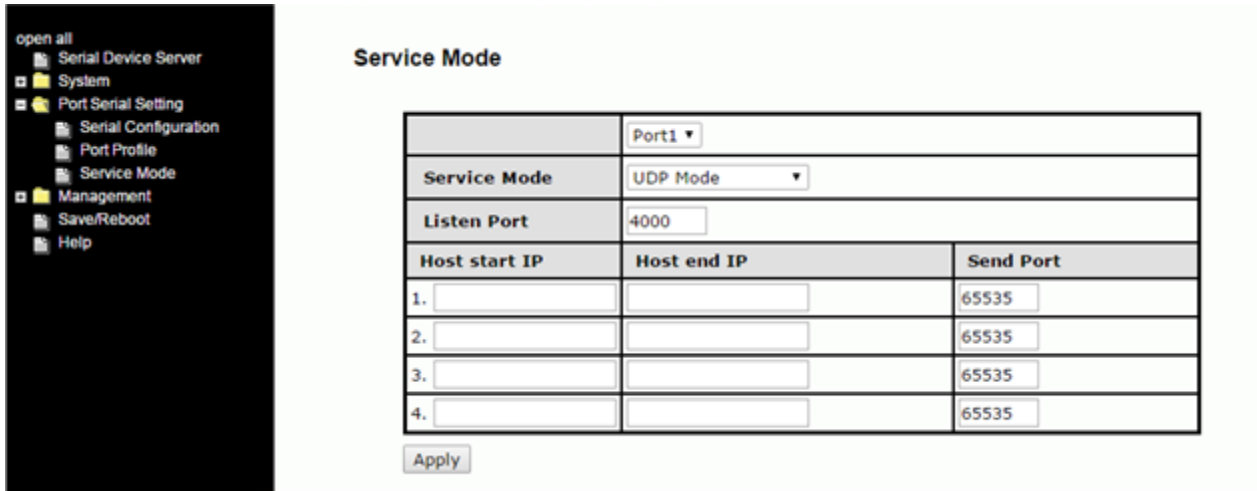 open all
Serial Device Server
System
Port Serial Setting
Serial Configuration
Port Profile
Service Mode
Management
Save/Reboot
Help
Service Mode
Port1
Service Mode UDP Mode
Listen Port 4000
Host start IP Host end IP Send Port
1. 65535
2. 65535
3. 65535
4. 65535
Apply